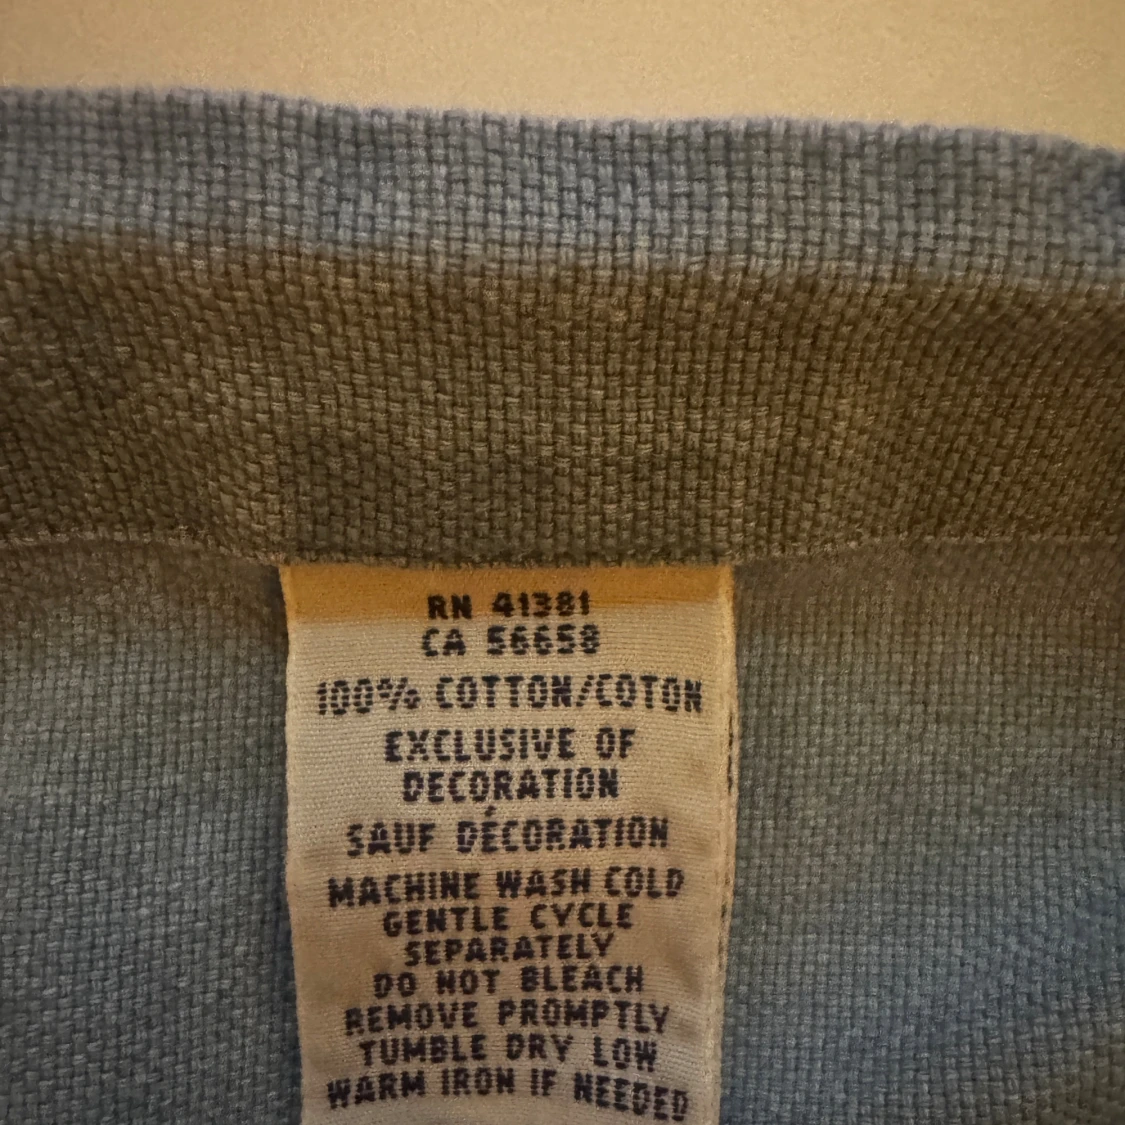 RN 41381
CA 56658
100% COTTON/COTON
EXCLUSIVE OF
DECORATION
SAUF DÉCORATION
MACHINE WASH COLD
GENTLE CYCLE
SEPARATELY
DO NOT BLEACH
REMOVE PROMPTLY
TUMBLE DRY LOW
WARM IRON IF NEEDED